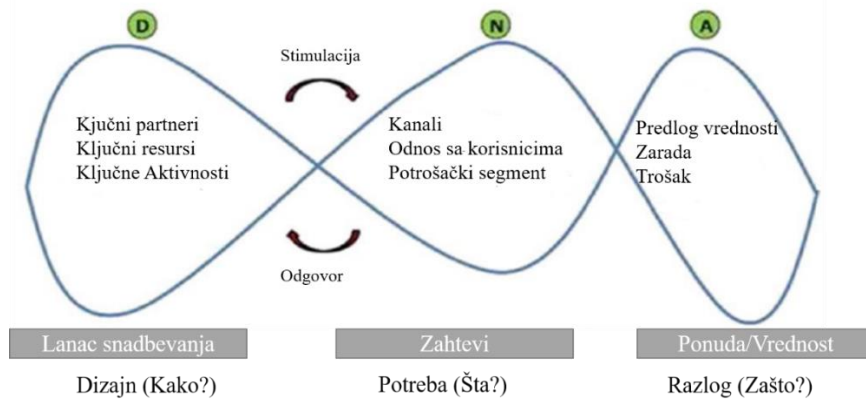 D
N
A
Stimulacija
Kjučni partneri
Ključni resursi
Ključne Aktivnosti
Kanali
Odnos sa korisnicima
Potrošački segment
Predlog vrednosti
Zarada
Trošak
Odgovor
Lanac snadbevanja
Zahtevi
Ponuda/Vrednost
Dizajn (Kako?)
Potreba (Šta?)
Razlog (Zašto?)